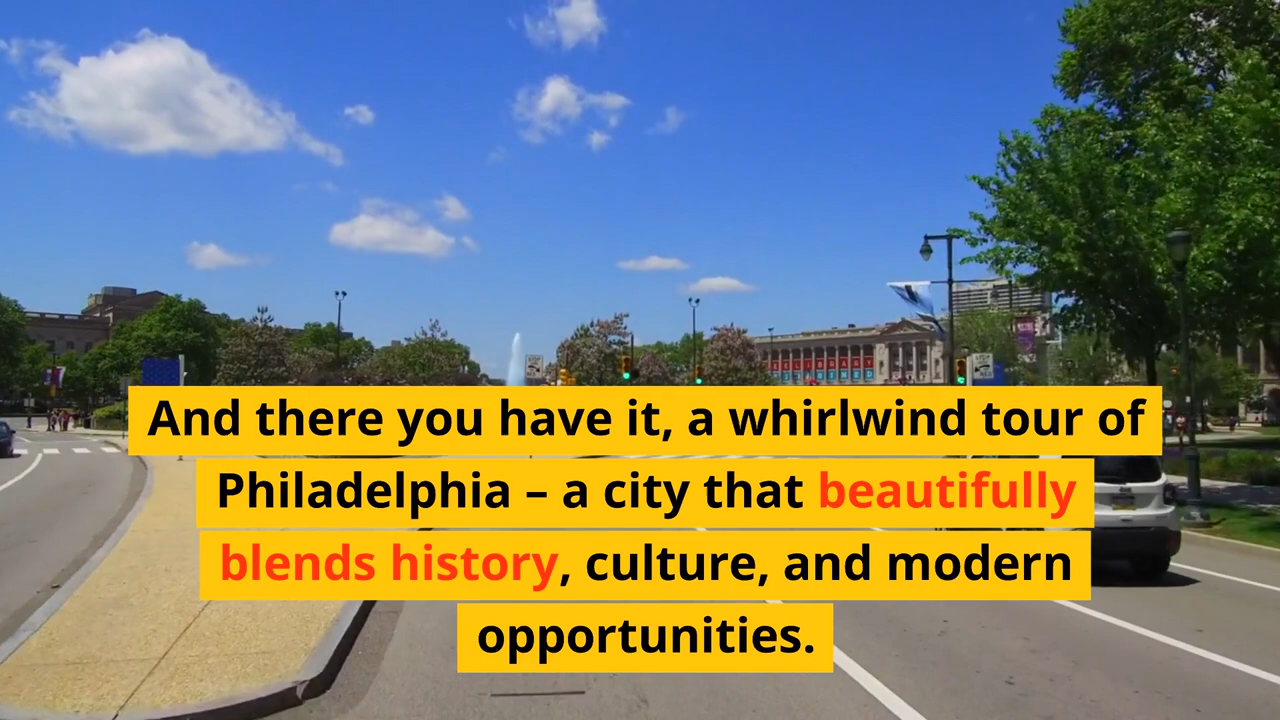 And there you have it, a whirlwind tour of
Philadelphia – a city that beautifully
blends history, culture, and modern
opportunities.